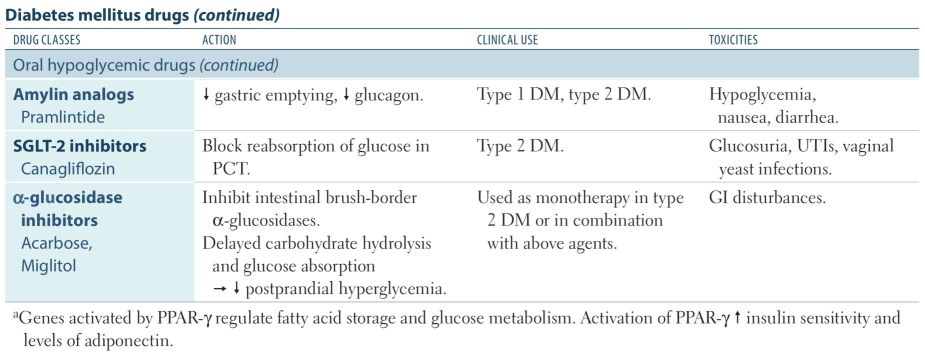 Diabetes mellitus drugs (continued)
DRUG CLASSES ACTION CLINICAL USE TOXICITIES
Oral hypoglycemic drugs (continued)
Amylin analogs
Pramlintide
↓ gastric emptying, ↓ glucagon.
Type 1 DM, type 2 DM.
Hypoglycemia,
nausea, diarrhea.
SGLT-2 inhibitors
Canagliflozin
Block reabsorption of glucose in
PCT.
Type 2 DM.
Glucosuria, UTIs, vaginal
yeast infections.
α-glucosidase
inhibitors
Acarbose,
Miglitol
Inhibit intestinal brush-border
α-glucosidases.
Delayed carbohydrate hydrolysis
and glucose absorption
→ ↓ postprandial hyperglycemia.
Used as monotherapy in type
2 DM or in combination
with above agents.
GI disturbances.
ᵃGenes activated by PPAR-γ regulate fatty acid storage and glucose metabolism. Activation of PPAR-γ ↑ insulin sensitivity and
levels of adiponectin.